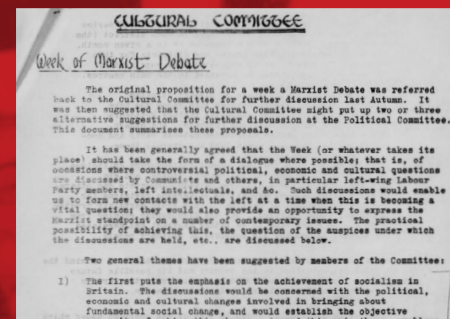 CULTURAL COMMITTEE
Week of Marxist Debate
The original proposition for a week a Marxist Debate was referred
back to the Cultural Committee for further discussion last Autumn. It
was then suggested that the Cultural Committee might put up two or three
alternative suggestions for further discussion at the Political Committee.
This document summarises these proposals.
It has been generally agreed that the Week (or whatever takes its
place) should take the form of a dialogue where possible; that is, of
occasions where controversial political, economic and cultural questions
are discussed by Communists and others, in particular left-wing Labour
Party members, left intellectuals, and &c. Such discussions would enable
us to form new contacts with the left at a time when this is becoming a
vital question; they would also provide an opportunity to express the
Marxist standpoint on a number of contemporary issues. The practical
possibility of achieving this, the question of the auspices under which
the discussions are held, etc.. are discussed below.
Two general themes have been suggested by members of the Committee:
I) The first puts the emphasis on the achievement of socialism in
Britain. The discussions would be concerned with the political,
economic and cultural changes involved in bringing about
fundamental social change, and would establish the objective